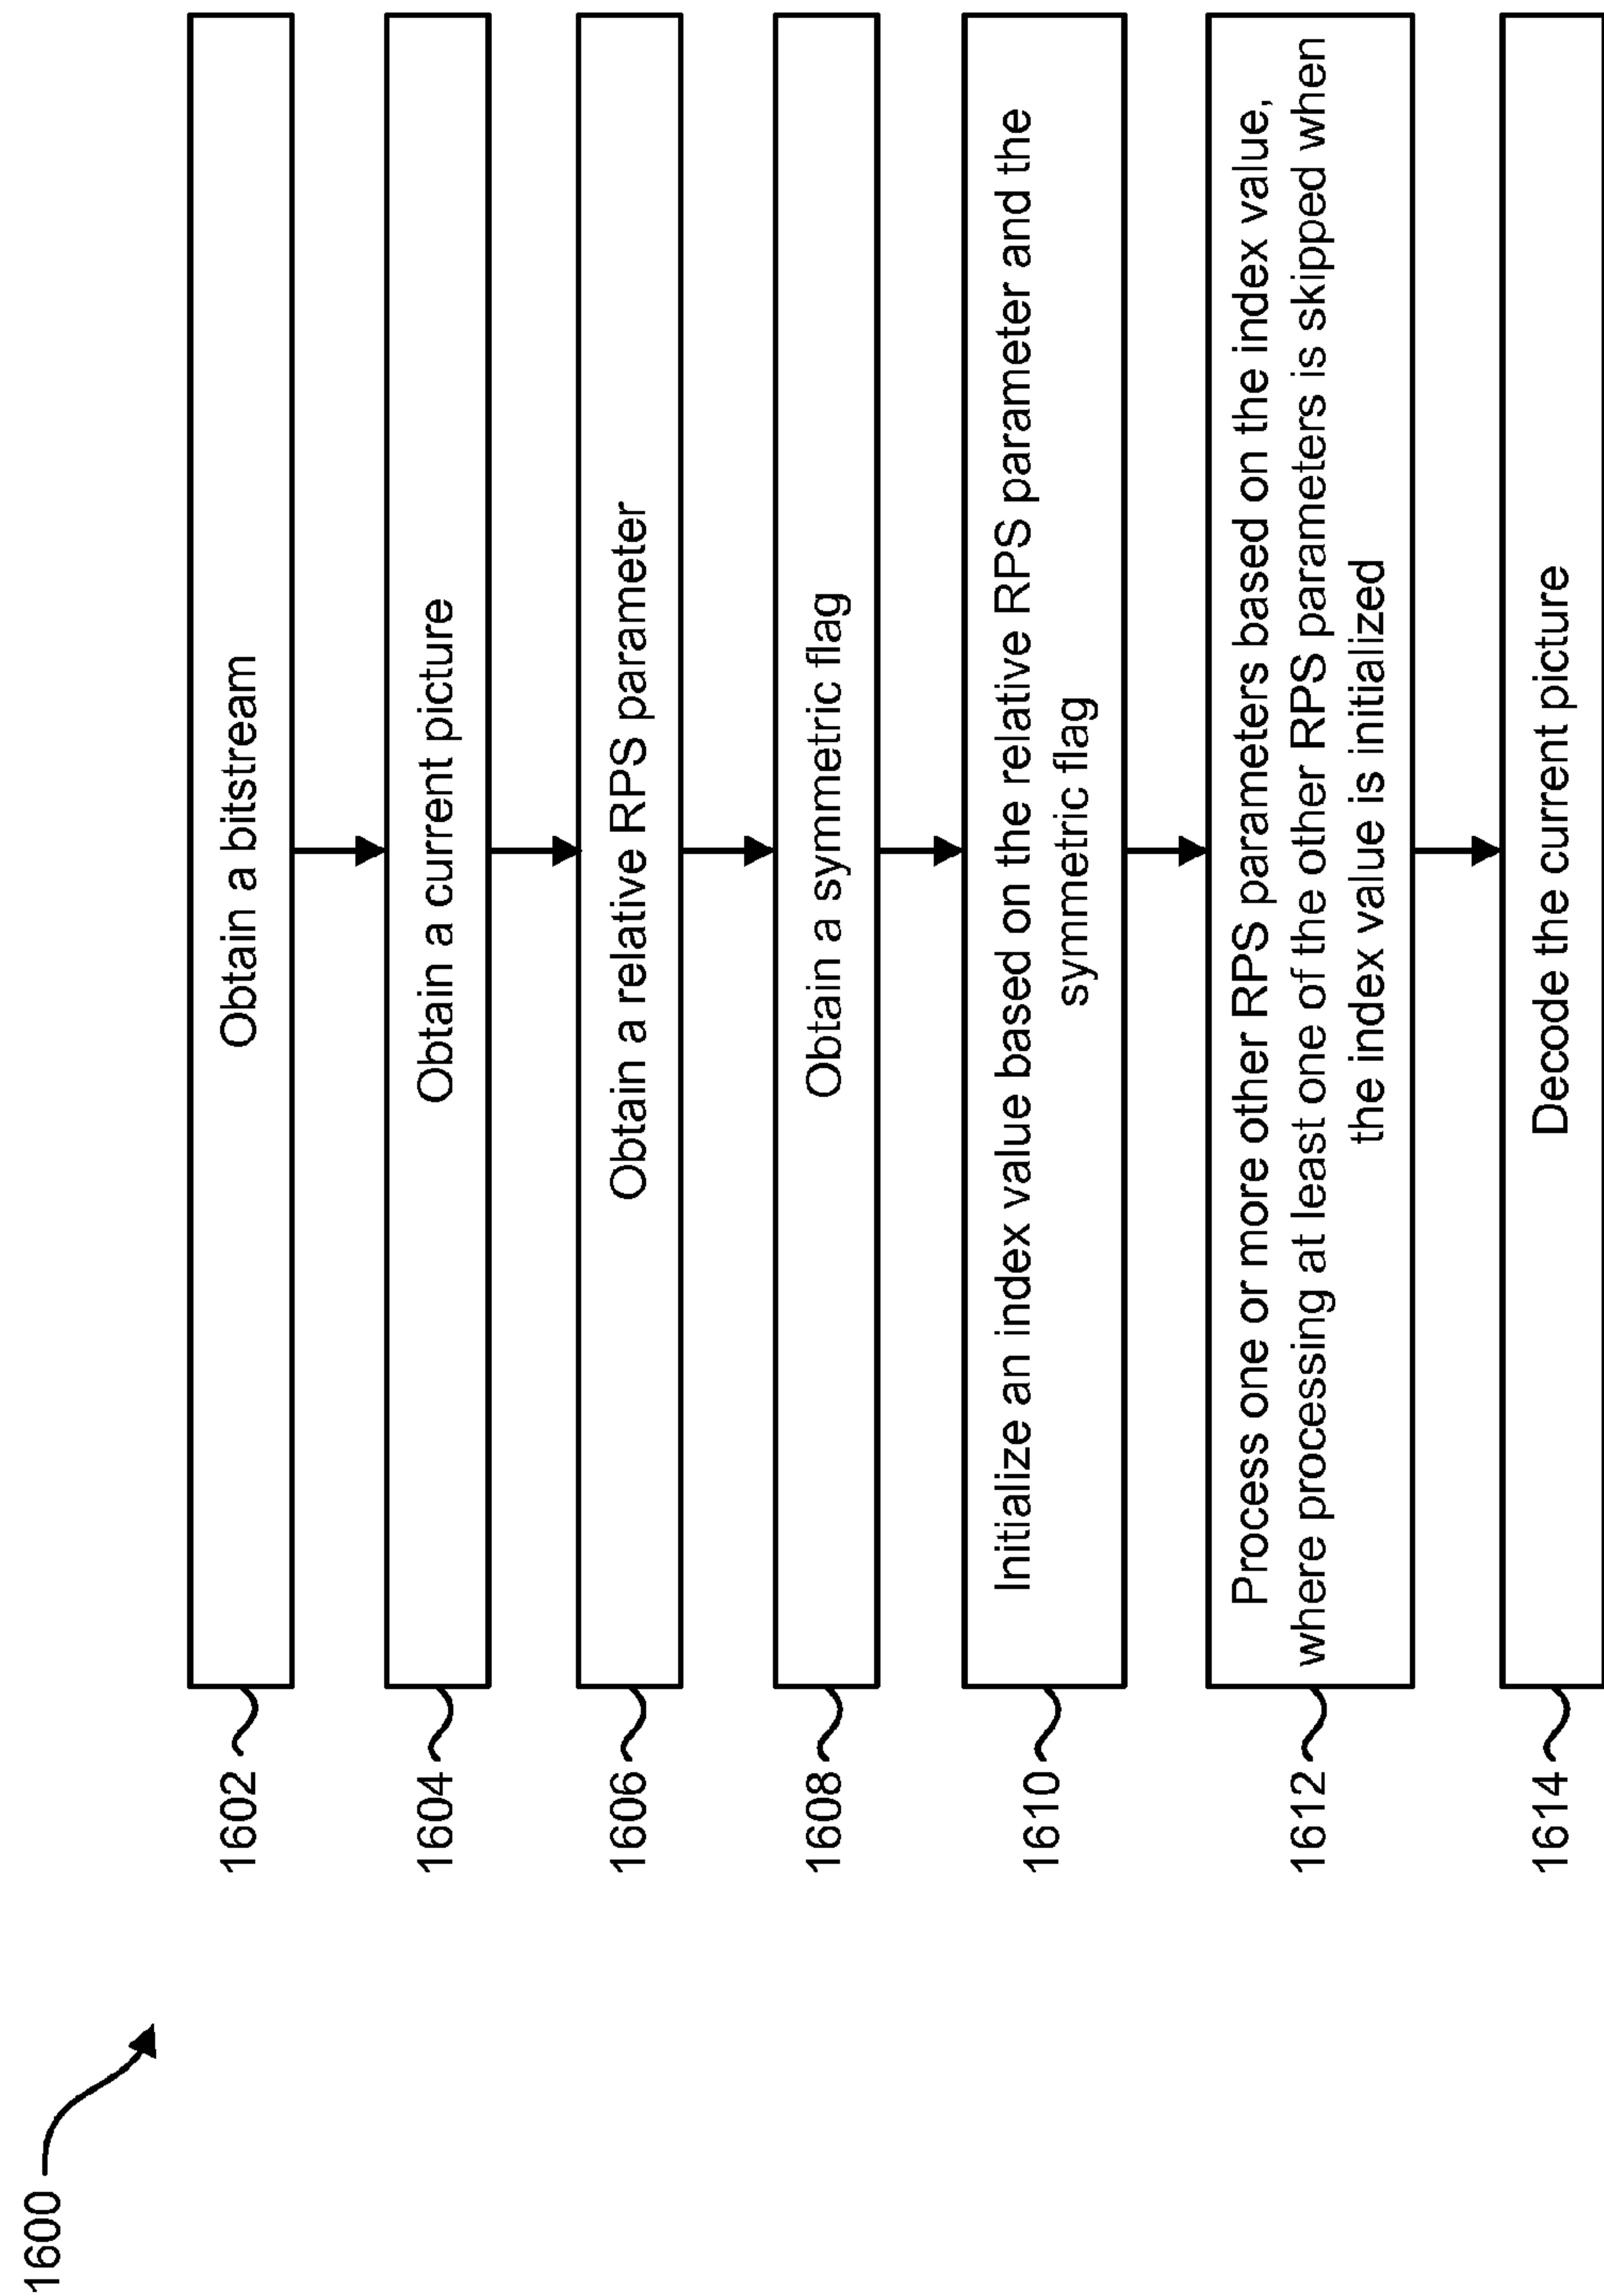 1600
1602
Obtain a bitstream
1604
Obtain a current picture
1606
Obtain a relative RPS parameter
1608
Obtain a symmetric flag
1610
Initialize an index value based on the relative RPS parameter and the
symmetric flag
1612
Process one or more other RPS parameters based on the index value,
where processing at least one of the other RPS parameters is skipped when
the index value is initialized
1614
Decode the current picture